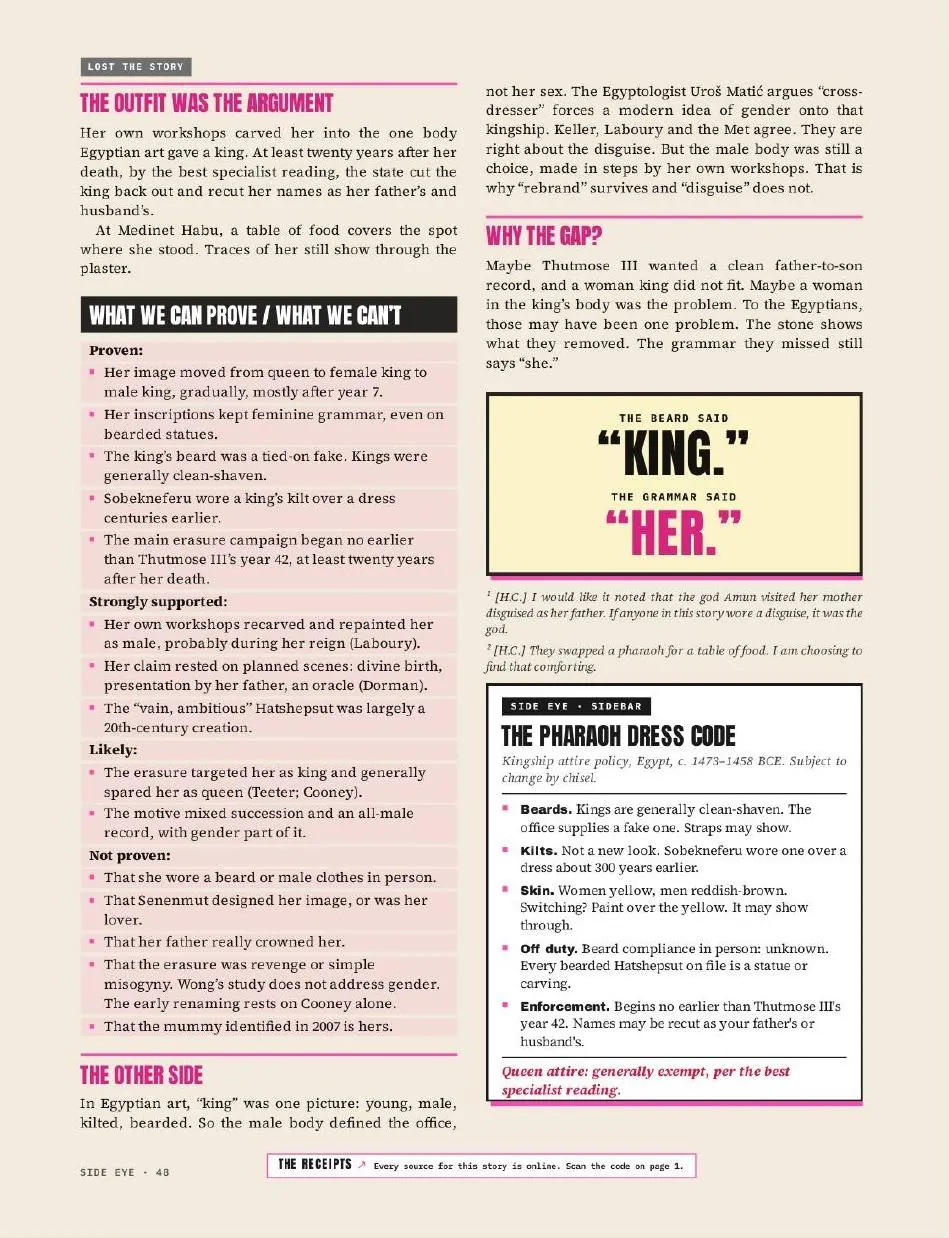 LOST THE STORY
THE OUTFIT WAS THE ARGUMENT
Her own workshops carved her into the one body
Egyptian art gave a king. At least twenty years after her
death, by the best specialist reading, the state cut the
king back out and recut her names as her father’s and
husband’s.
At Medinet Habu, a table of food covers the spot
where she stood. Traces of her still show through the
plaster.
WHAT WE CAN PROVE / WHAT WE CAN’T
Proven:
▪ Her image moved from queen to female king to
male king, gradually, mostly after year 7.
▪ Her inscriptions kept feminine grammar, even on
bearded statues.
▪ The king’s beard was a tied-on fake. Kings were
generally clean-shaven.
▪ Sobekneferu wore a king’s kilt over a dress
centuries earlier.
▪ The main erasure campaign began no earlier
than Thutmose III’s year 42, at least twenty years
after her death.
Strongly supported:
▪ Her own workshops recarved and repainted her
as male, probably during her reign (Laboury).
▪ Her claim rested on planned scenes: divine birth,
presentation by her father, an oracle (Dorman).
▪ The “vain, ambitious” Hatshepsut was largely a
20th-century creation.
Likely:
▪ The erasure targeted her as king and generally
spared her as queen (Teeter; Cooney).
▪ The motive mixed succession and an all-male
record, with gender part of it.
Not proven:
▪ That she wore a beard or male clothes in person.
▪ That Senenmut designed her image, or was her
lover.
▪ That her father really crowned her.
▪ That the erasure was revenge or simple
misogyny. Wong’s study does not address gender.
The early renaming rests on Cooney alone.
▪ That the mummy identified in 2007 is hers.
THE OTHER SIDE
In Egyptian art, “king” was one picture: young, male,
kilted, bearded. So the male body defined the office,
not her sex. The Egyptologist Uroš Matić argues “cross-
dresser” forces a modern idea of gender onto that
kingship. Keller, Laboury and the Met agree. They are
right about the disguise. But the male body was still a
choice, made in steps by her own workshops. That is
why “rebrand” survives and “disguise” does not.
WHY THE GAP?
Maybe Thutmose III wanted a clean father-to-son
record, and a woman king did not fit. Maybe a woman
in the king’s body was the problem. To the Egyptians,
those may have been one problem. The stone shows
what they removed. The grammar they missed still
says “she.”
THE BEARD SAID
“KING.”
THE GRAMMAR SAID
“HER.”
¹ [H.C.] I would like it noted that the god Amun visited her mother
disguised as her father. If anyone in this story wore a disguise, it was the
god.
² [H.C.] They swapped a pharaoh for a table of food. I am choosing to
find that comforting.
SIDE EYE · SIDEBAR
THE PHARAOH DRESS CODE
Kingship attire policy, Egypt, c. 1473–1458 BCE. Subject to
change by chisel.
▪ Beards. Kings are generally clean-shaven. The
office supplies a fake one. Straps may show.
▪ Kilts. Not a new look. Sobekneferu wore one over a
dress about 300 years earlier.
▪ Skin. Women yellow, men reddish-brown.
Switching? Paint over the yellow. It may show
through.
▪ Off duty. Beard compliance in person: unknown.
Every bearded Hatshepsut on file is a statue or
carving.
▪ Enforcement. Begins no earlier than Thutmose III's
year 42. Names may be recut as your father's or
husband's.
Queen attire: generally exempt, per the best
specialist reading.
SIDE EYE · 48
THE RECEIPTS ↗ Every source for this story is online. Scan the code on page 1.